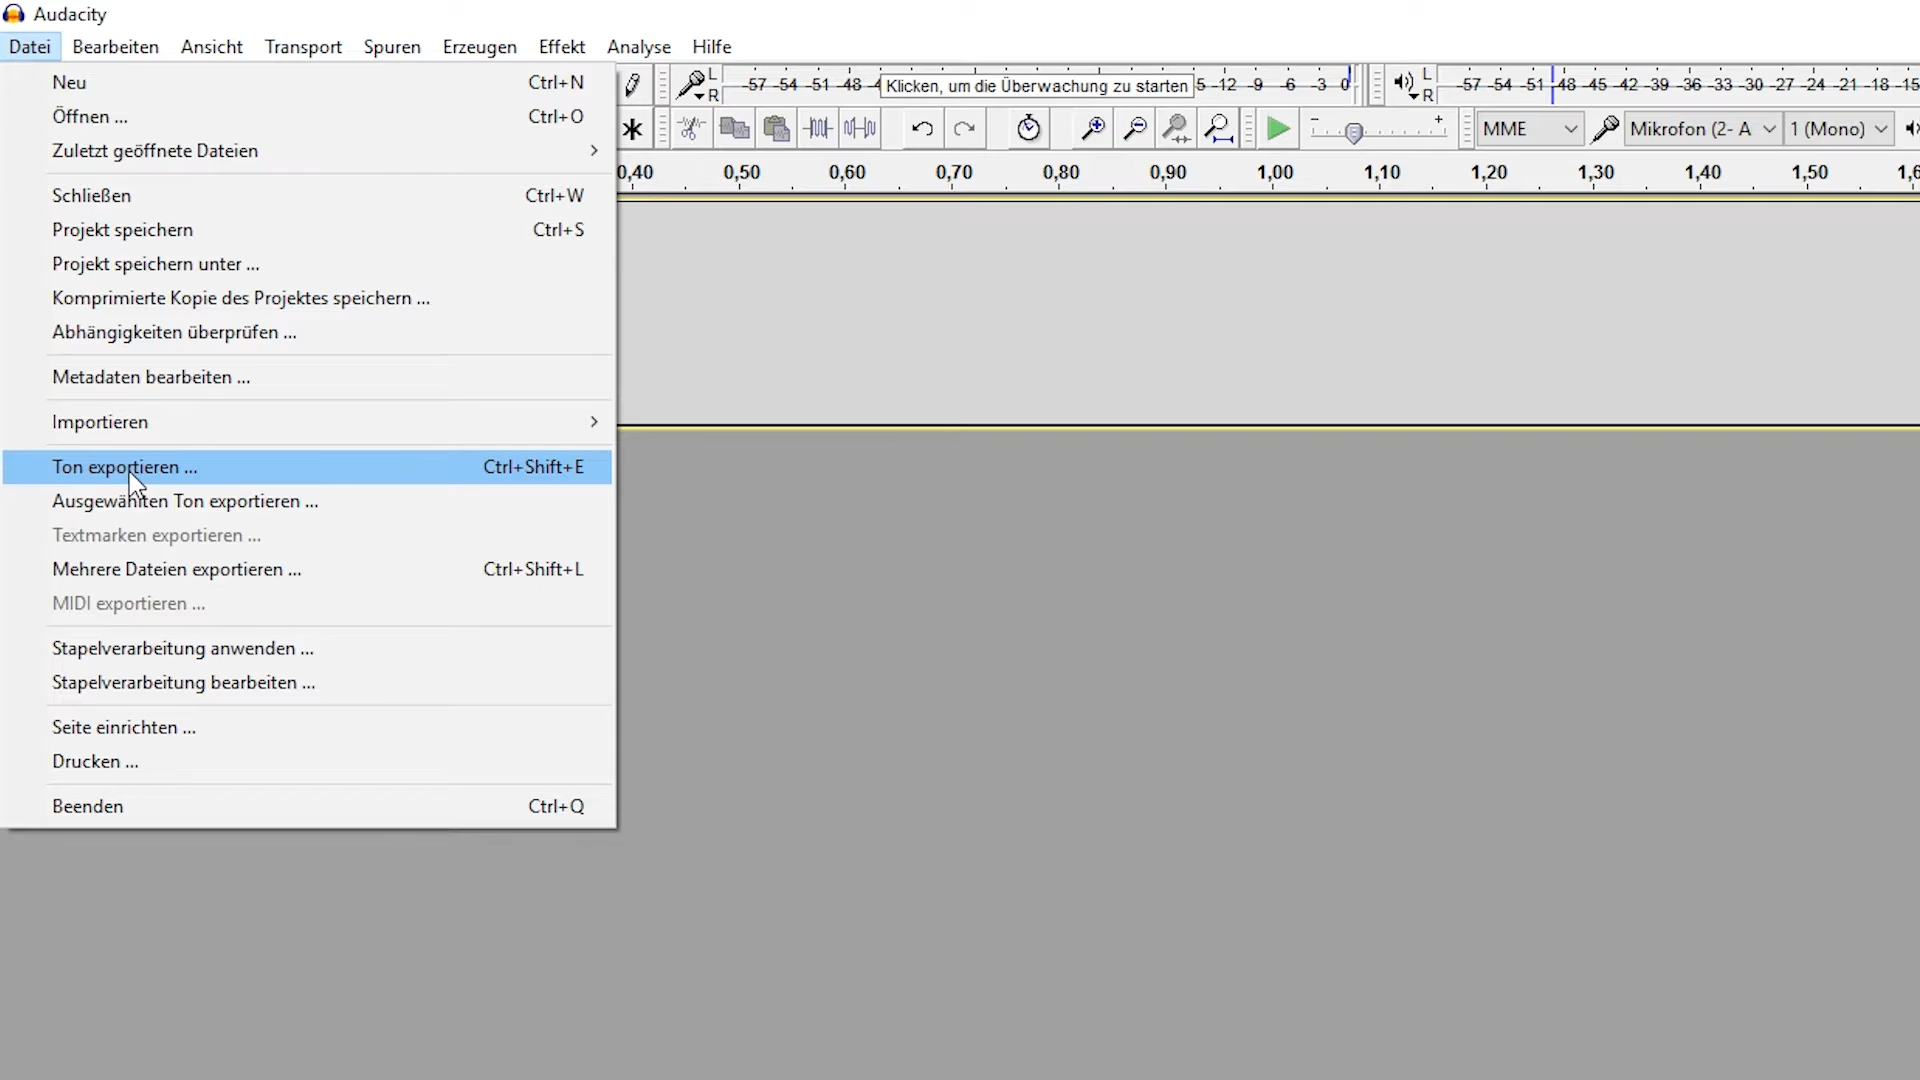 Audacity
Datei Bearbeiten Ansicht Transport Spuren Erzeugen Effekt Analyse Hilfe
Neu Ctrl+N
Öffnen ... Ctrl+O
Zuletzt geöffnete Dateien
Schließen Ctrl+W
Projekt speichern Ctrl+S
Projekt speichern unter ...
Komprimierte Kopie des Projektes speichern ...
Abhängigkeiten überprüfen ...
Metadaten bearbeiten ...
Importieren
Ton exportieren ... Ctrl+Shift+E
Ausgewählten Ton exportieren ...
Textmarken exportieren ...
Mehrere Dateien exportieren ... Ctrl+Shift+L
MIDI exportieren ...
Stapelverarbeitung anwenden ...
Stapelverarbeitung bearbeiten ...
Seite einrichten ...
Drucken ...
Beenden Ctrl+Q
L
R
-57 -54 -51 -48 Klicken, um die Überwachung zu starten -12 -9 -6 -3 0
L
R
-57 -54 -51 -48 -45 -42 -39 -36 -33 -30 -27 -24 -21 -18 -15
- +
MME Mikrofon (2- A 1 (Mono)
0,40 0,50 0,60 0,70 0,80 0,90 1,00 1,10 1,20 1,30 1,40 1,50